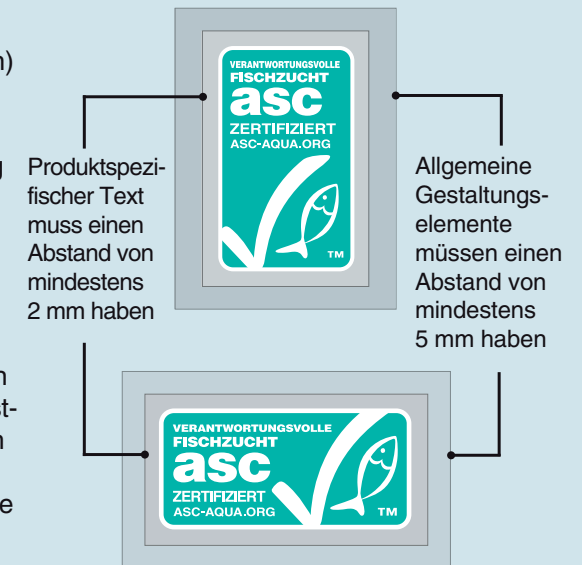 VERANTWORTUNGSVOLLE
FISCHZUCHT
asc
ZERTIFIZIERT
ASC-AQUA.ORG
TM
Produktspezi-
fischer Text
muss einen
Abstand von
mindestens
2 mm haben
Allgemeine
Gestaltungs-
elemente
müssen einen
Abstand von
mindestens
5 mm haben
VERANTWORTUNGSVOLLE
FISCHZUCHT
asc
ZERTIFIZIERT
ASC-AQUA.ORG
TM